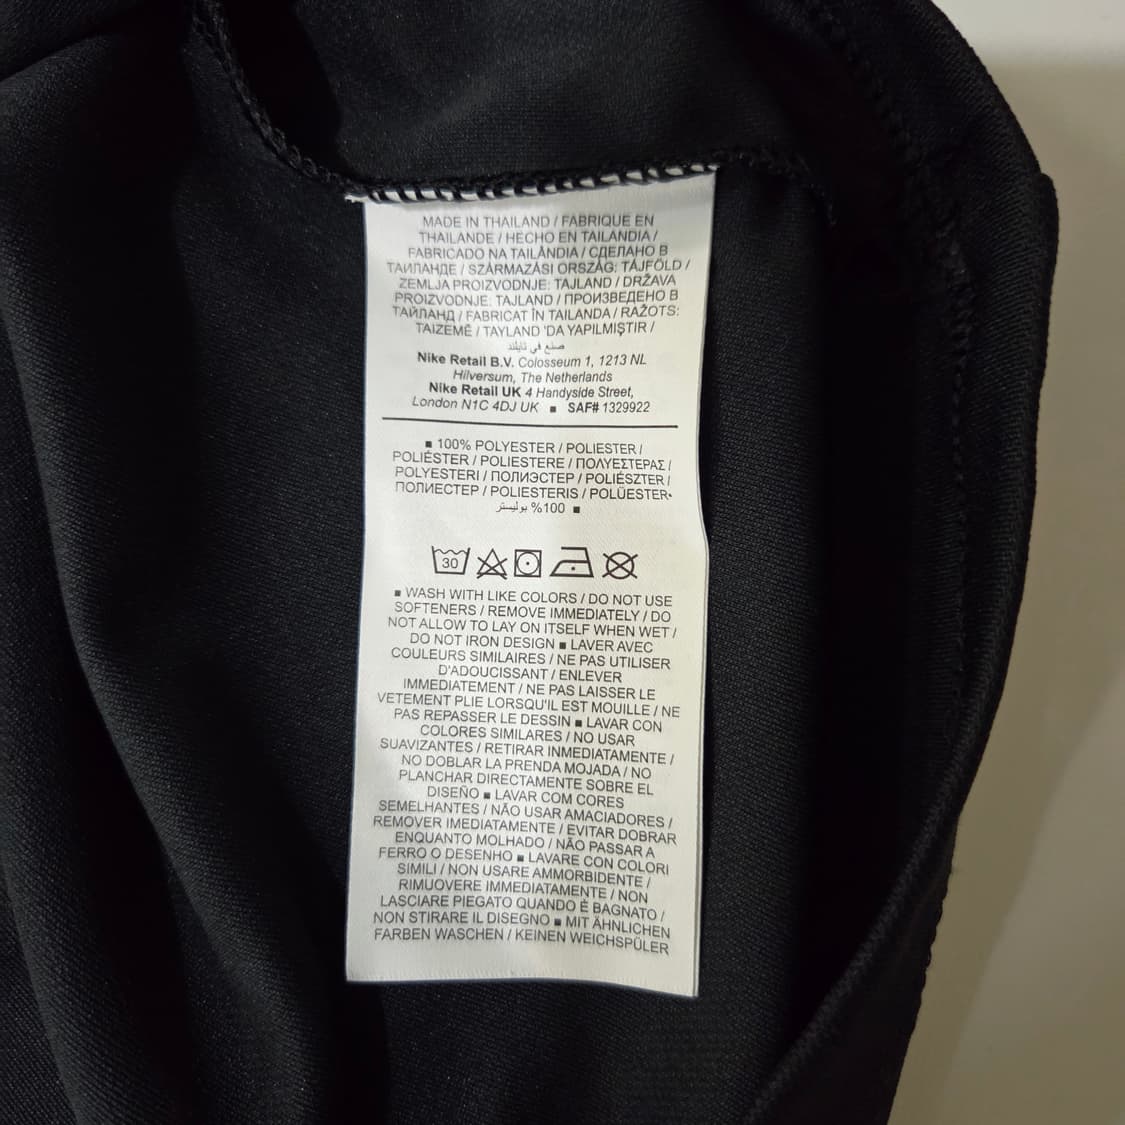 MADE IN THAILAND / FABRIQUE EN
THAILANDE / HECHO EN TAILANDIA /
FABRICADO NA TAILÂNDIA / СДЕЛАНО В
ТАИЛАНДЕ / SZÁRMAZÁSI ORSZÁG: TÁJFÖLD /
ZEMLJA PROIZVODNJE: TAJLAND / DRŽAVA
PROIZVODNJE: TAJLAND / ПРОИЗВЕДЕНО В
ТАЙЛАНД / FABRICAT ÎN TAILANDA / RAŽOTS:
TAIZEMĒ / TAYLAND 'DA YAPILMIŞTIR /
صنع في تايلند
Nike Retail B.V. Colosseum 1, 1213 NL
Hilversum, The Netherlands
Nike Retail UK 4 Handyside Street,
London N1C 4DJ UK ■ SAF# 1329922
■ 100% POLYESTER / POLIESTER /
POLIÉSTER / POLIESTERE / ΠΟΛΥΕΣΤΕΡΑΣ /
POLYESTERI / ПОЛИЭСТЕР / POLIÉSZTER /
ПОЛИЕСТЕР / POLIESTERIS / POLÜESTER▪
%100 بوليستر ■
30
■ WASH WITH LIKE COLORS / DO NOT USE
SOFTENERS / REMOVE IMMEDIATELY / DO
NOT ALLOW TO LAY ON ITSELF WHEN WET /
DO NOT IRON DESIGN ■ LAVER AVEC
COULEURS SIMILAIRES / NE PAS UTILISER
D'ADOUCISSANT / ENLEVER
IMMEDIATEMENT / NE PAS LAISSER LE
VETEMENT PLIE LORSQU'IL EST MOUILLE / NE
PAS REPASSER LE DESSIN ■ LAVAR CON
COLORES SIMILARES / NO USAR
SUAVIZANTES / RETIRAR INMEDIATAMENTE /
NO DOBLAR LA PRENDA MOJADA / NO
PLANCHAR DIRECTAMENTE SOBRE EL
DISEÑO ■ LAVAR COM CORES
SEMELHANTES / NÃO USAR AMACIADORES /
REMOVER IMEDIATAMENTE / EVITAR DOBRAR
ENQUANTO MOLHADO / NÃO PASSAR A
FERRO O DESENHO ■ LAVARE CON COLORI
SIMILI / NON USARE AMMORBIDENTE /
RIMUOVERE IMMEDIATAMENTE / NON
LASCIARE PIEGATO QUANDO È BAGNATO /
NON STIRARE IL DISEGNO ■ MIT ÄHNLICHEN
FARBEN WASCHEN / KEINEN WEICHSPÜLER